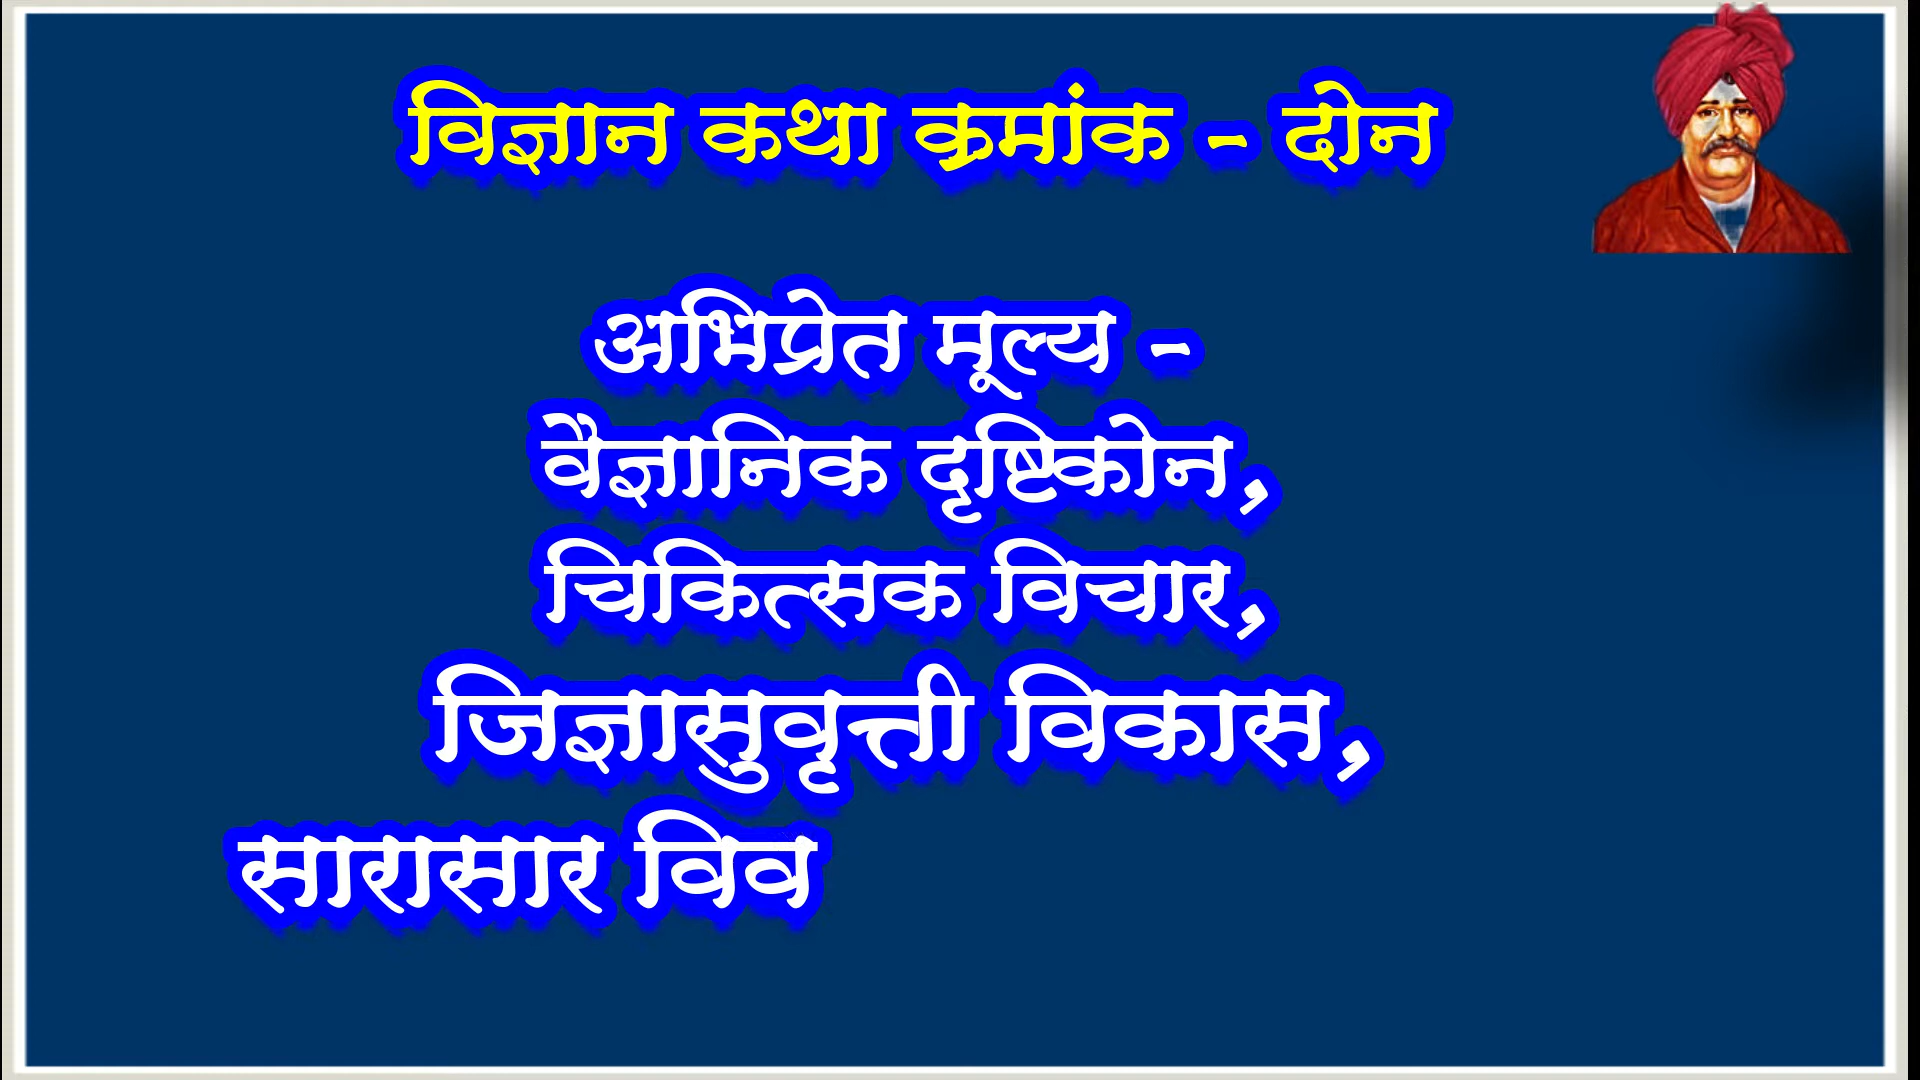 विज्ञान कथा क्रमांक - दोन
अभिप्रेत मूल्य -
वैज्ञानिक दृष्टिकोन,
चिकित्सक विचार,
जिज्ञासुवृत्ती विकास,
सारासार विव